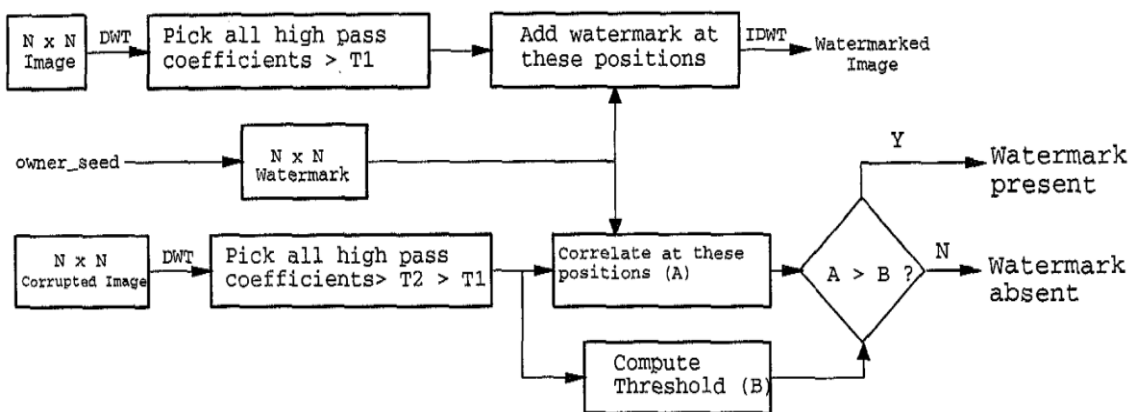 N x N
Image
DWT
Pick all high pass
coefficients > T1
Add watermark at
these positions
IDWT
Watermarked
Image
owner_seed
N x N
Watermark
Y
Watermark
present
N x N
Corrupted Image
DWT
Pick all high pass
coefficients> T2 > T1
Correlate at these
positions (A)
A > B ?
N
Watermark
absent
Compute
Threshold (B)